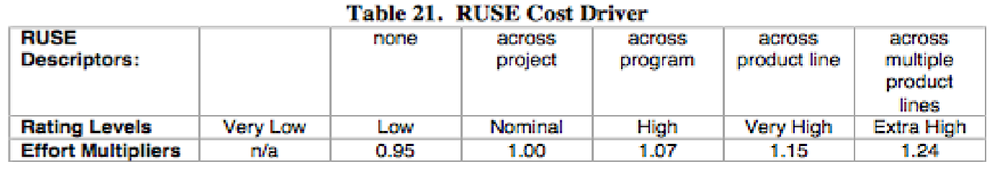 Table 21. RUSE Cost Driver
RUSE Descriptors: none across project across program across product line across multiple product lines
Rating Levels Very Low Low Nominal High Very High Extra High
Effort Multipliers n/a 0.95 1.00 1.07 1.15 1.24